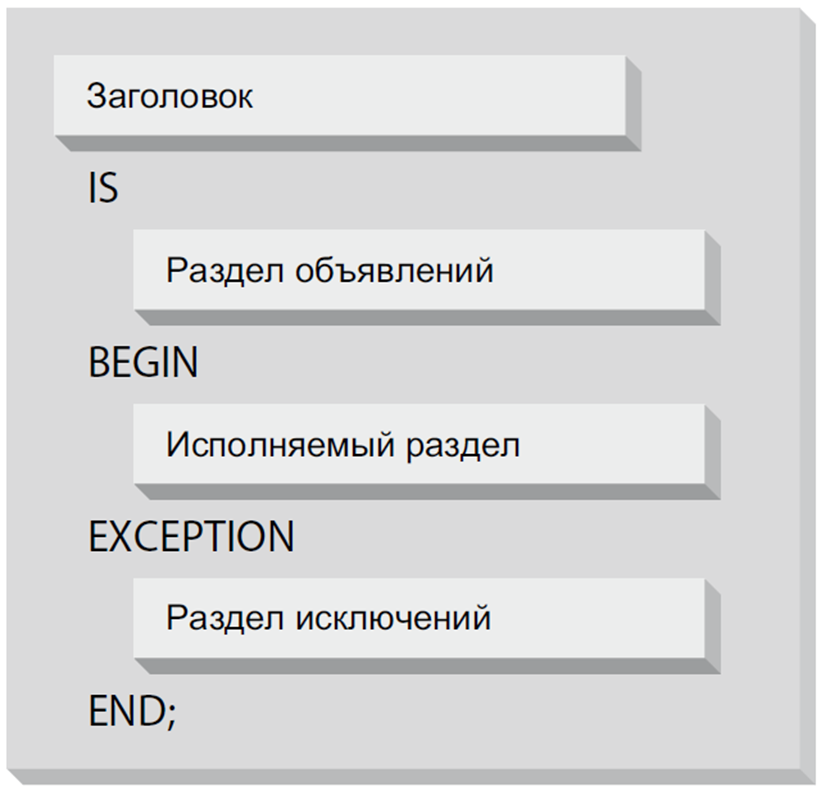 Заголовок
IS
Раздел объявлений
BEGIN
Исполняемый раздел
EXCEPTION
Раздел исключений
END;